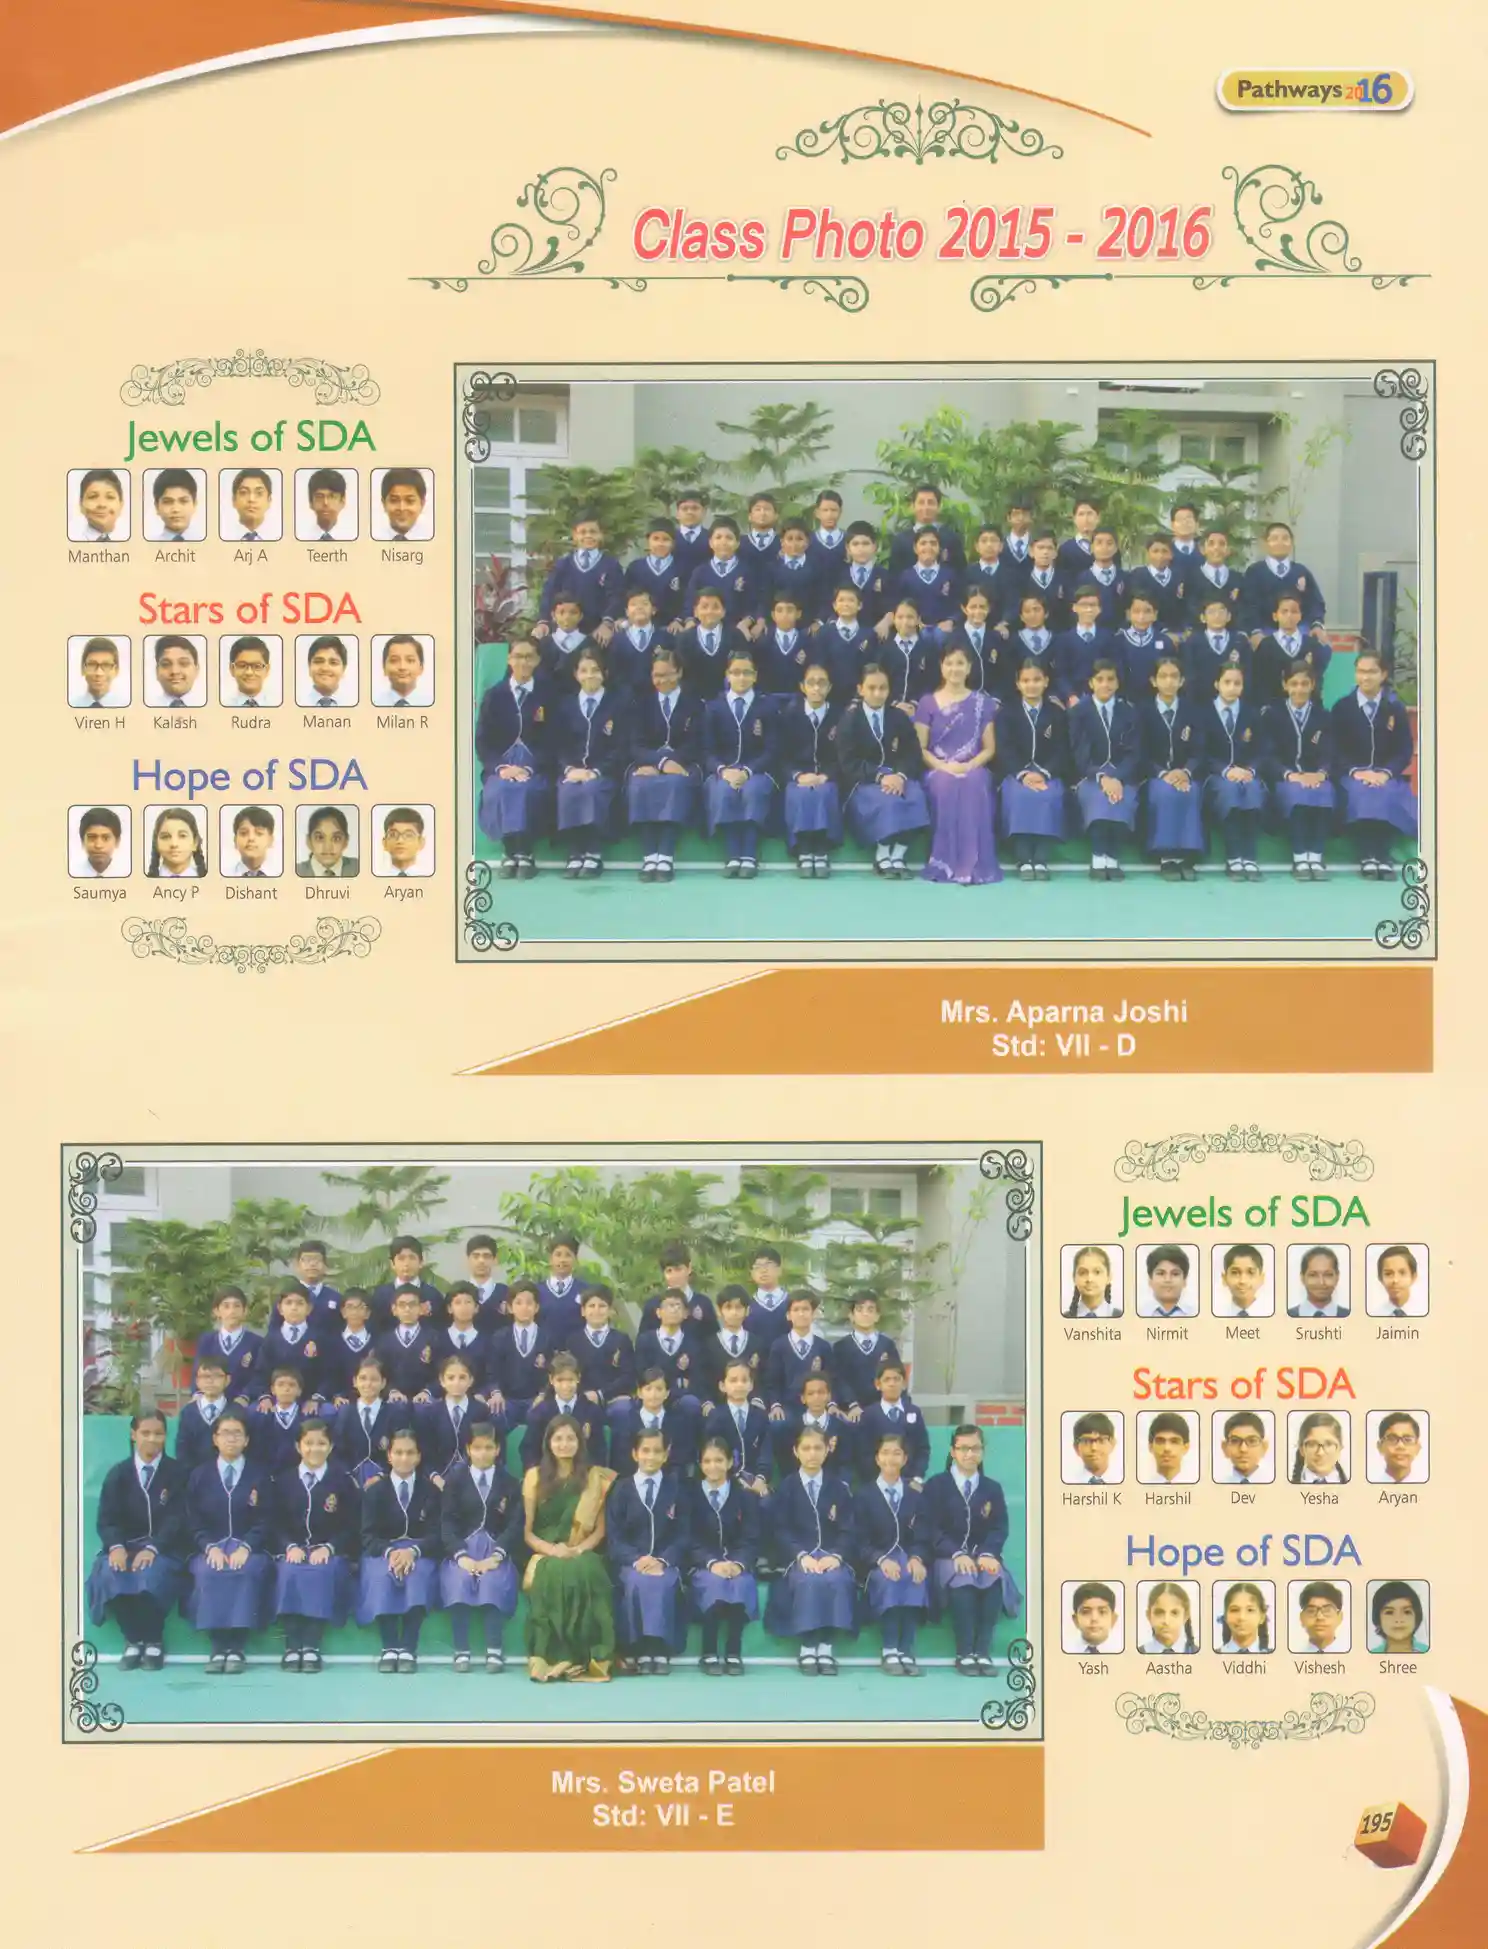 Pathways 2016
Class Photo 2015 - 2016
Jewels of SDA
Manthan Archit Arj A Teerth Nisarg
Stars of SDA
Viren H Kalash Rudra Manan Milan R
Hope of SDA
Saumya Ancy P Dishant Dhruvi Aryan
Mrs. Aparna Joshi
Std: VII - D
Jewels of SDA
Vanshita Nirmit Meet Srushti Jaimin
Stars of SDA
Harshil K Harshil Dev Yesha Aryan
Hope of SDA
Yash Aastha Viddhi Vishesh Shree
Mrs. Sweta Patel
Std: VII - E
195